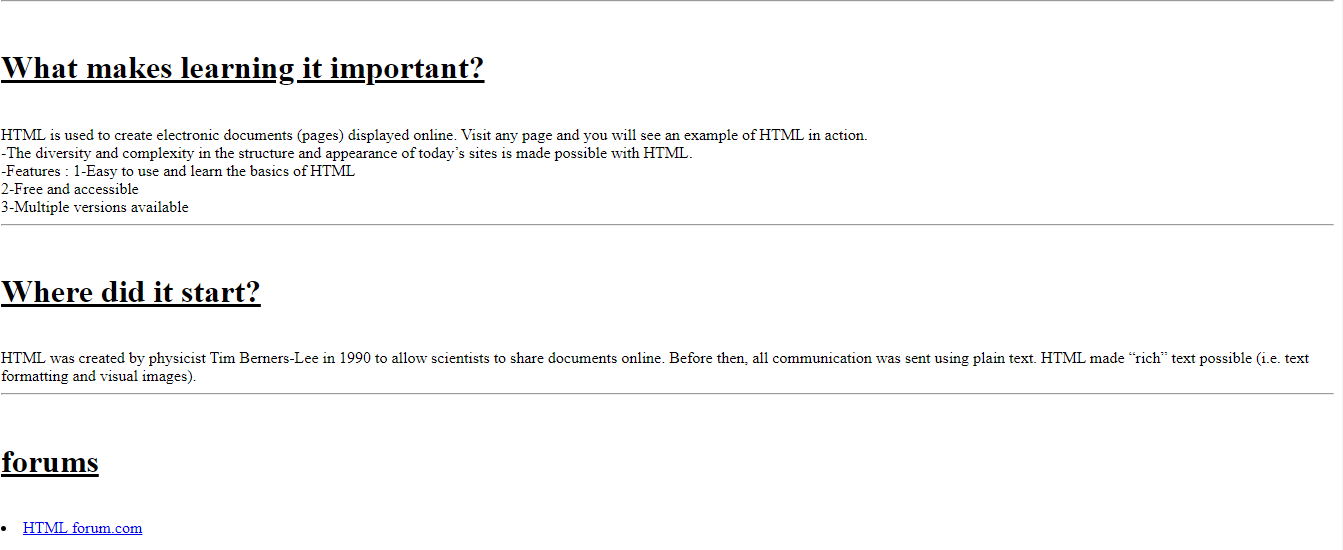 What makes learning it important?
HTML is used to create electronic documents (pages) displayed online. Visit any page and you will see an example of HTML in action.
-The diversity and complexity in the structure and appearance of today’s sites is made possible with HTML.
-Features : 1-Easy to use and learn the basics of HTML
2-Free and accessible
3-Multiple versions available
Where did it start?
HTML was created by physicist Tim Berners-Lee in 1990 to allow scientists to share documents online. Before then, all communication was sent using plain text. HTML made “rich” text possible (i.e. text
formatting and visual images).
forums
• HTML forum.com